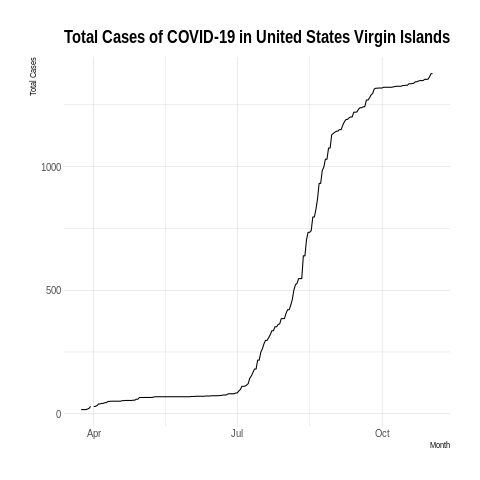 Total Cases of COVID-19 in United States Virgin Islands
Total Cases
1000
500
0
Apr
Jul
Oct
Month